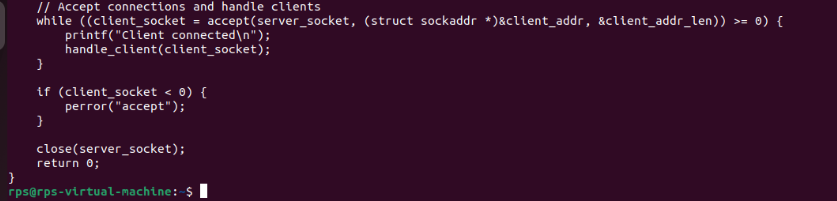 // Accept connections and handle clients
    while ((client_socket = accept(server_socket, (struct sockaddr *)&client_addr, &client_addr_len)) >= 0) {
        printf("Client connected\n");
        handle_client(client_socket);
    }

    if (client_socket < 0) {
        perror("accept");
    }

    close(server_socket);
    return 0;
}
rps@rps-virtual-machine:~$